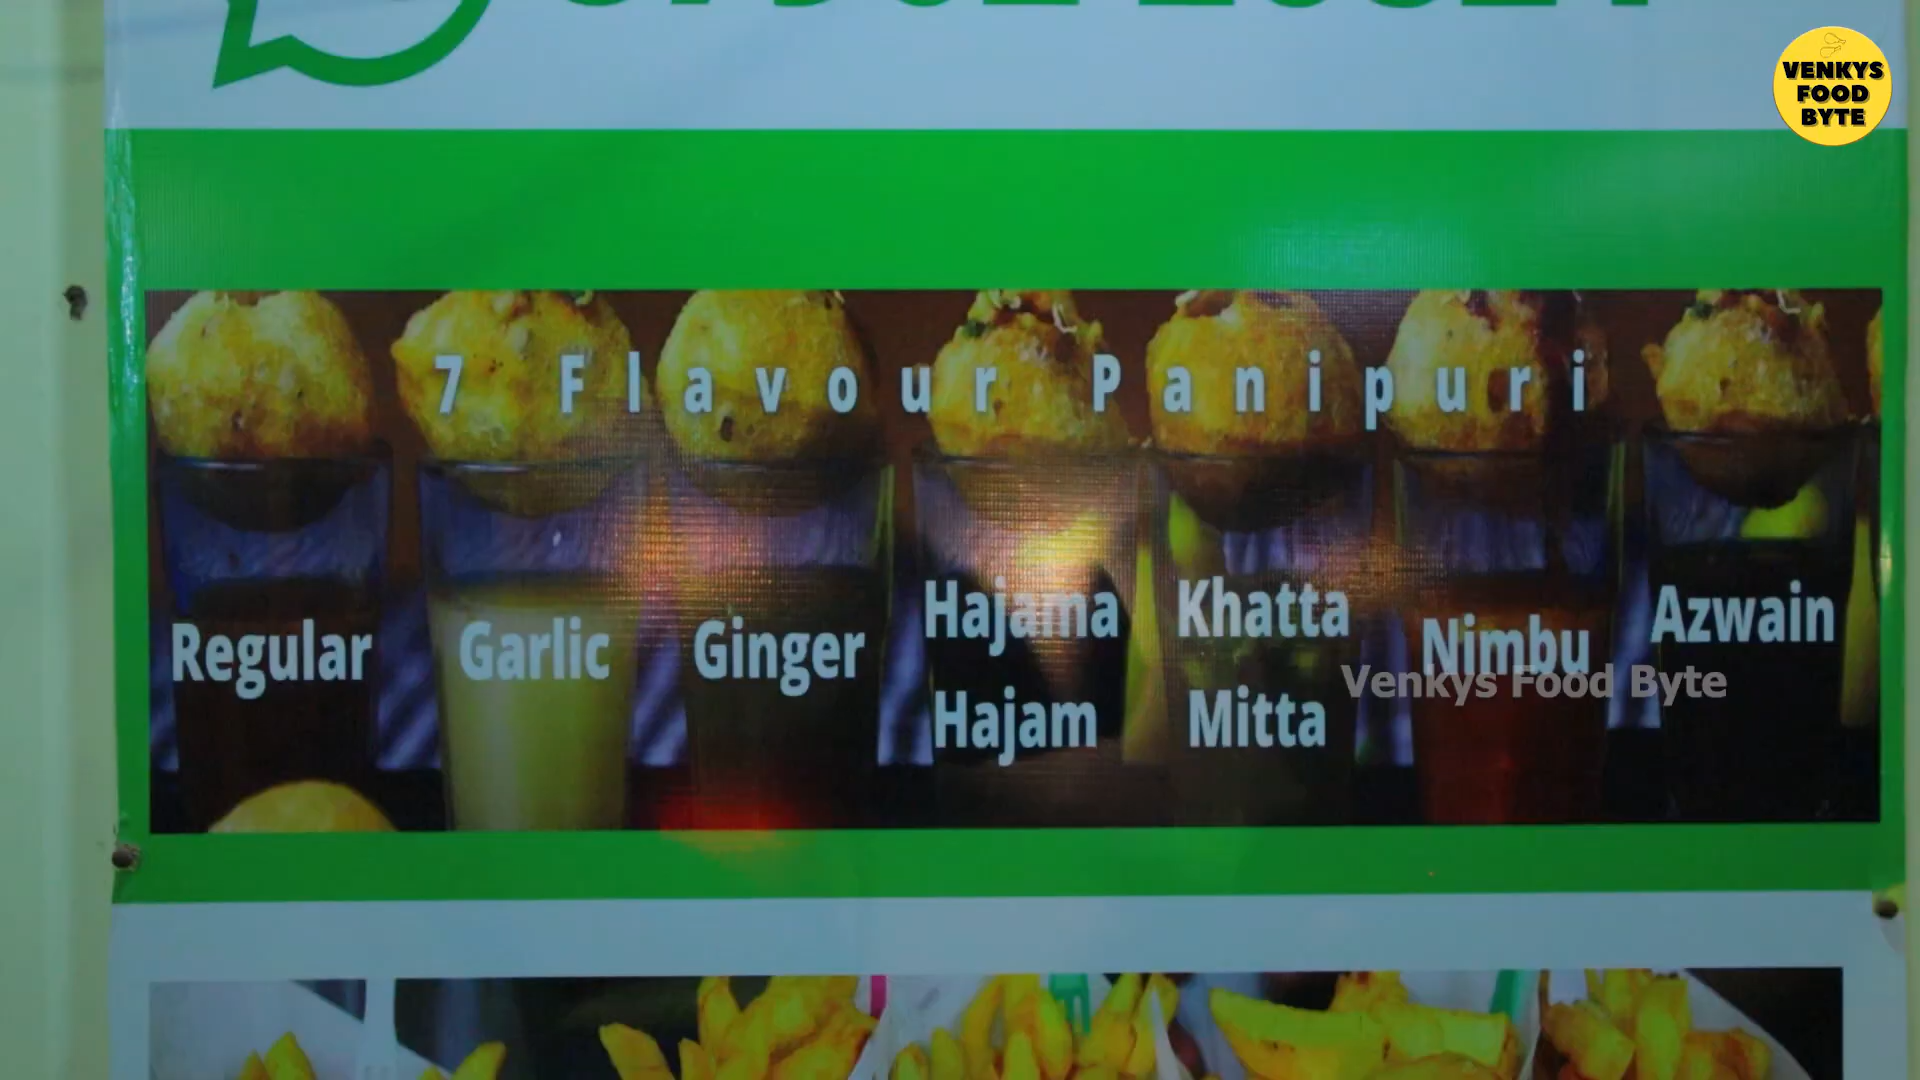 VENKYS
FOOD
BYTE
7 Flavour Panipuri
Regular
Garlic
Ginger
Hajama
Hajam
Khatta
Mitta
Nimbu
Azwain
Venkys Food Byte